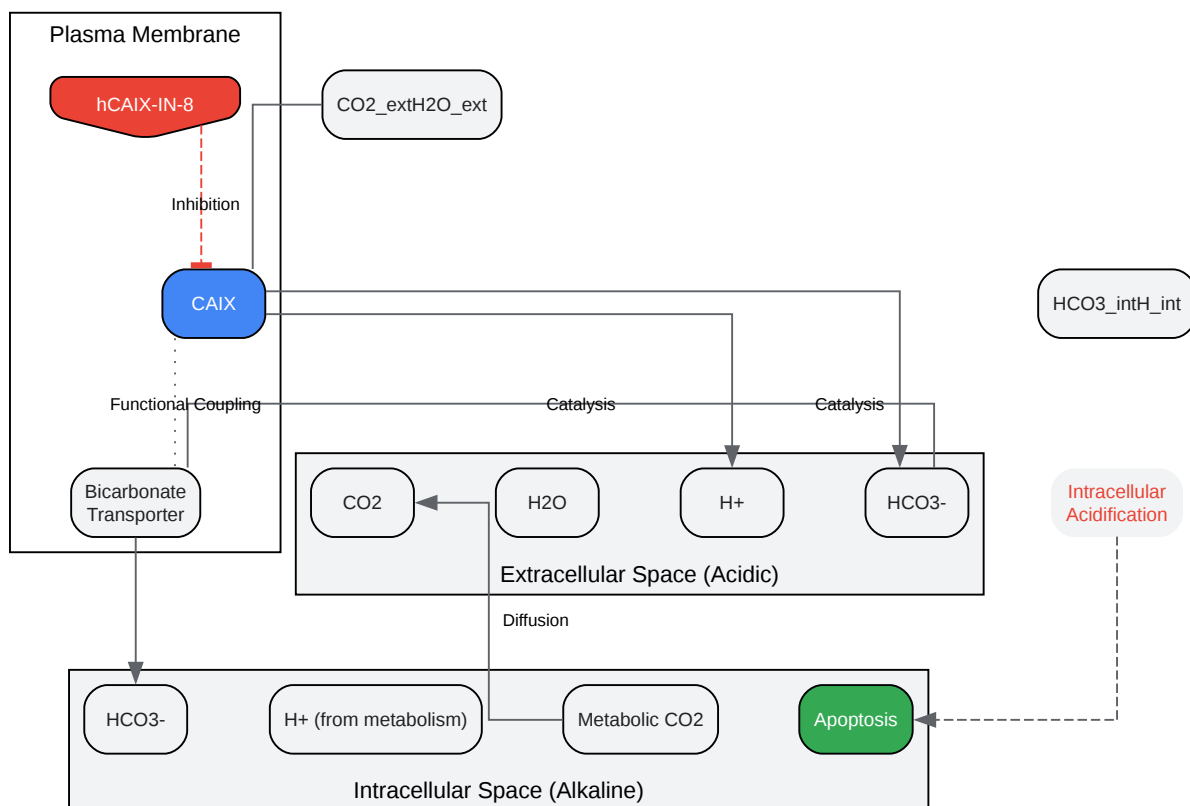 Plasma Membrane
hCAIX-IN-8
CO2_extH2O_ext
Inhibition
CAIX
HCO3_intH_int
Functional Coupling
Catalysis
Catalysis
Bicarbonate
Transporter
CO2
H2O
H+
HCO3-
Intracellular
Acidification
Extracellular Space (Acidic)
Diffusion
HCO3-
H+ (from metabolism)
Metabolic CO2
Apoptosis
Intracellular Space (Alkaline)